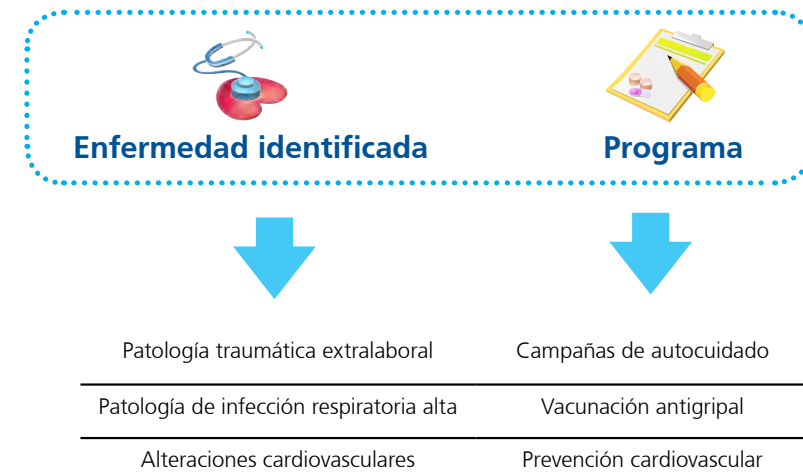 Enfermedad identificada Programa
Patología traumática extralaboral Campañas de autocuidado
Patología de infección respiratoria alta Vacunación antigripal
Alteraciones cardiovasculares Prevención cardiovascular